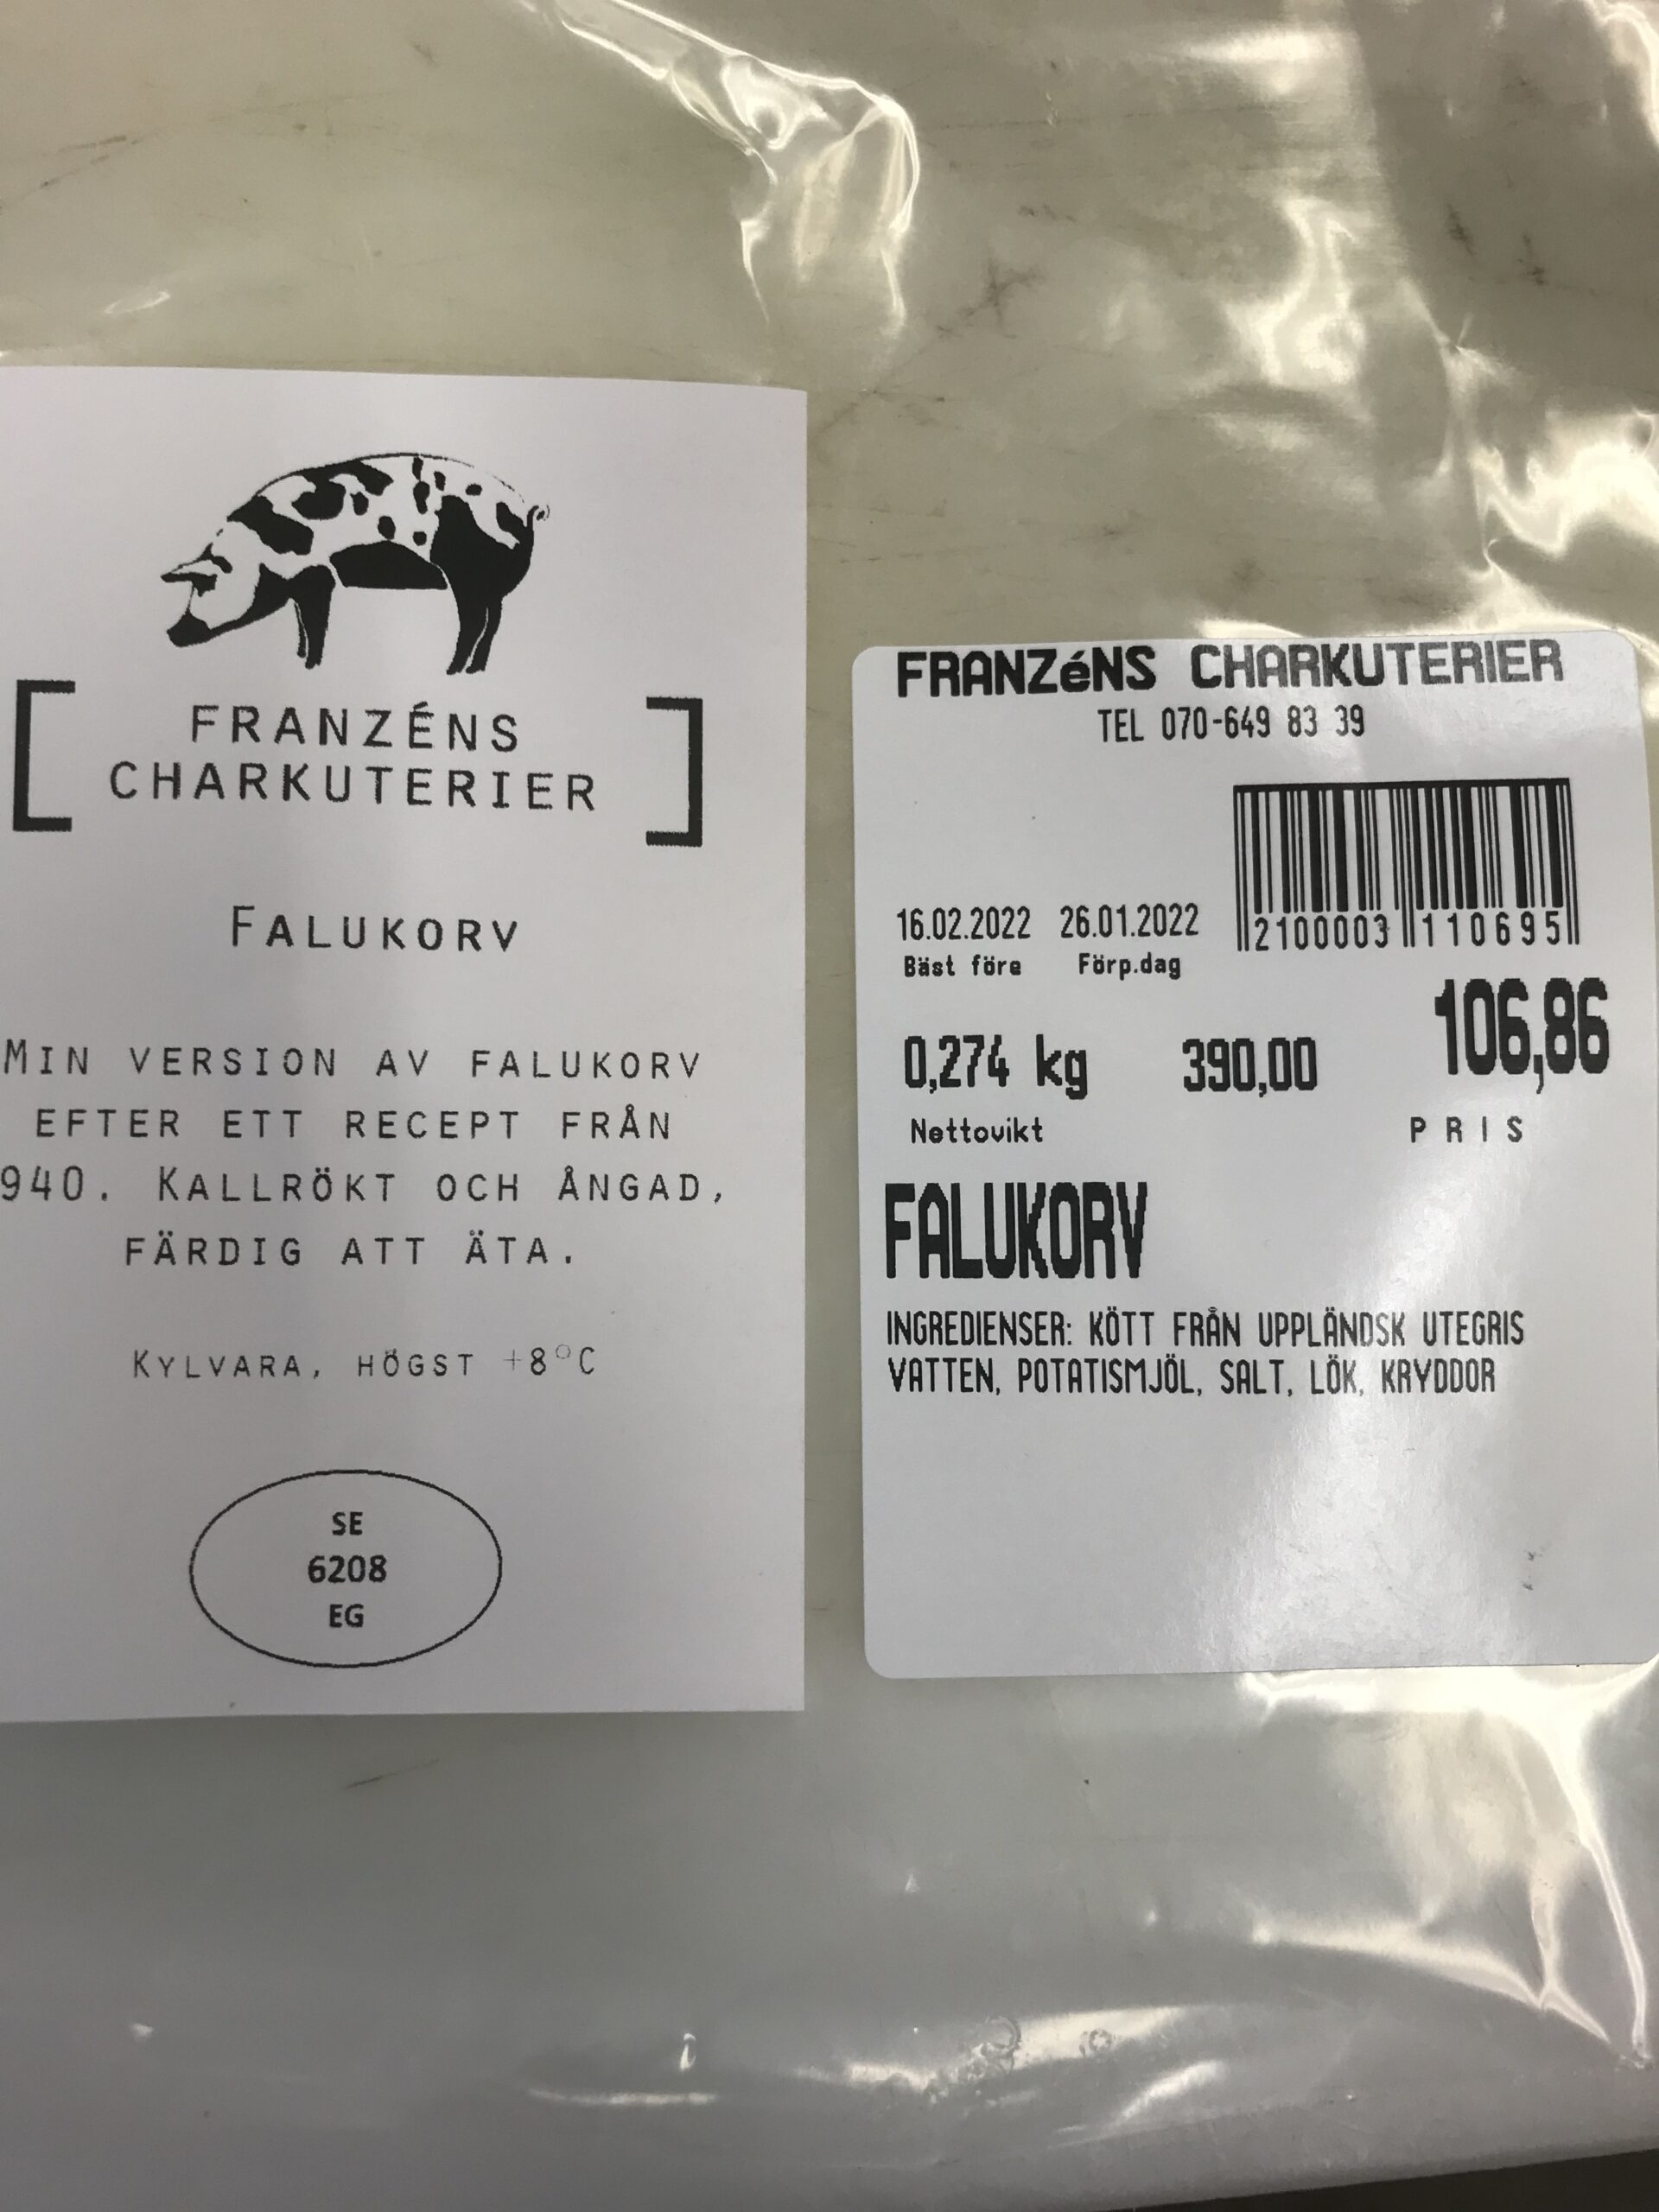 FRANZÉNS
CHARKUTERIER
FALUKORV
MIN VERSION AV FALUKORV
EFTER ETT RECEPT FRÅN
940. KALLRÖKT OCH ÅNGAD,
FÄRDIG ATT ÄTA.
KYLVARA, HÖGST +8°C
SE
6208
EG
FRANZéNS CHARKUTERIER
TEL 070-649 83 39
2100003 110695
16.02.2022 26.01.2022
Bäst före Förp.dag
106,86
0,274 kg 390,00
Nettovikt PRIS
FALUKORV
INGREDIENSER: KÖTT FRÅN UPPLÄNDSK UTEGRIS
VATTEN, POTATISMJÖL, SALT, LÖK, KRYDDOR